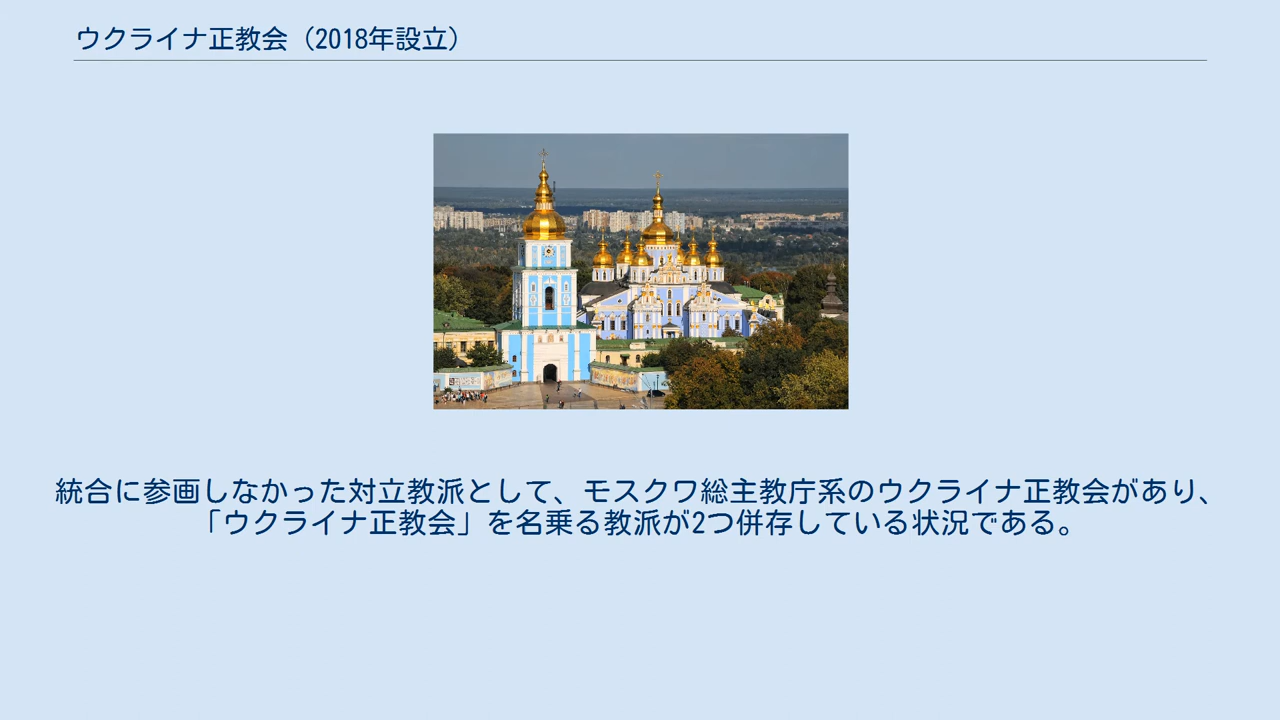 ウクライナ正教会（2018年設立）
統合に参画しなかった対立教派として、モスクワ総主教庁系のウクライナ正教会があり、
「ウクライナ正教会」を名乗る教派が2つ併存している状況である。